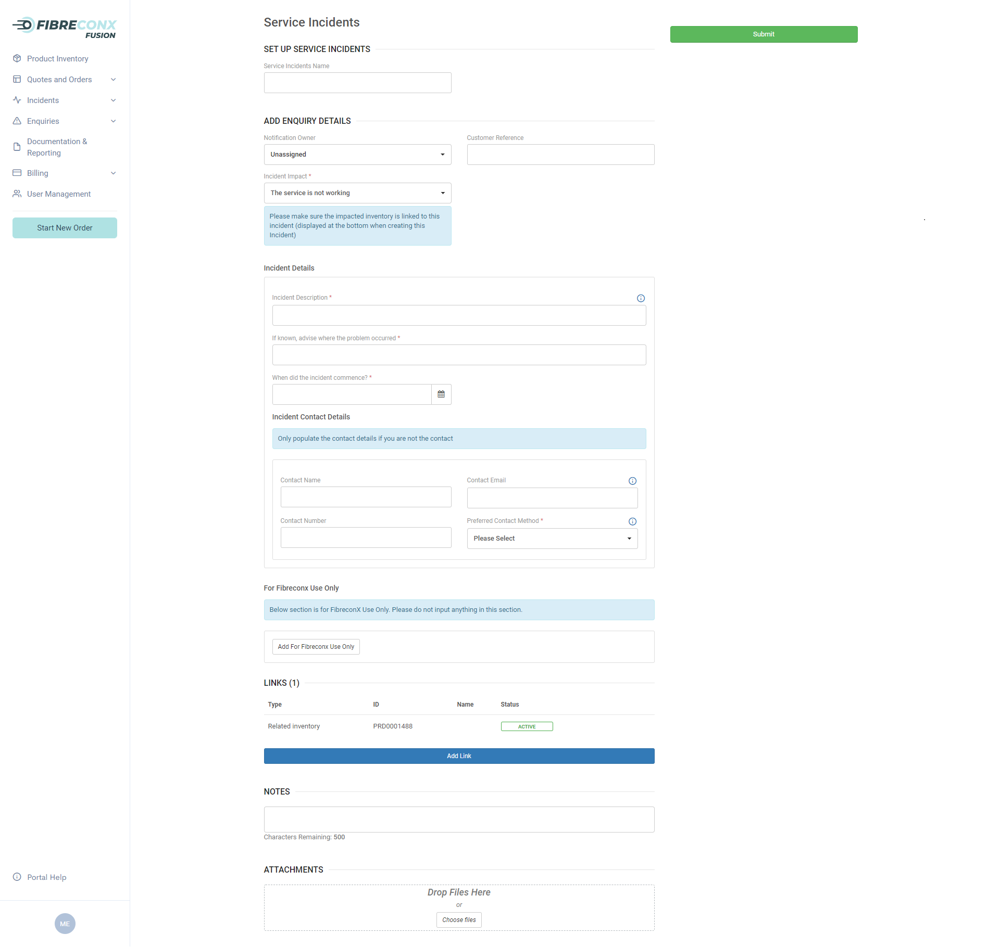 FIBRECONX
FUSION
Product Inventory
Quotes and Orders
Incidents
Enquiries
Documentation &
Reporting
Billing
User Management
Start New Order
Portal Help
ME
Service Incidents
Submit
SET UP SERVICE INCIDENTS
Service Incidents Name
ADD ENQUIRY DETAILS
Notification Owner
Customer Reference
Unassigned
Incident Impact *
The service is not working
Please make sure the impacted inventory is linked to this
incident (displayed at the bottom when creating this
Incident)
Incident Details
Incident Description *
If known, advise where the problem occurred *
When did the incident commence? *
Incident Contact Details
Only populate the contact details if you are not the contact
Contact Name
Contact Email
Contact Number
Preferred Contact Method *
Please Select
For Fibreconx Use Only
Below section is for FibreconX Use Only. Please do not input anything in this section.
Add For Fibreconx Use Only
LINKS (1)
Type ID Name Status
Related inventory PRD0001488 ACTIVE
Add Link
NOTES
Characters Remaining: 500
ATTACHMENTS
Drop Files Here
or
Choose files